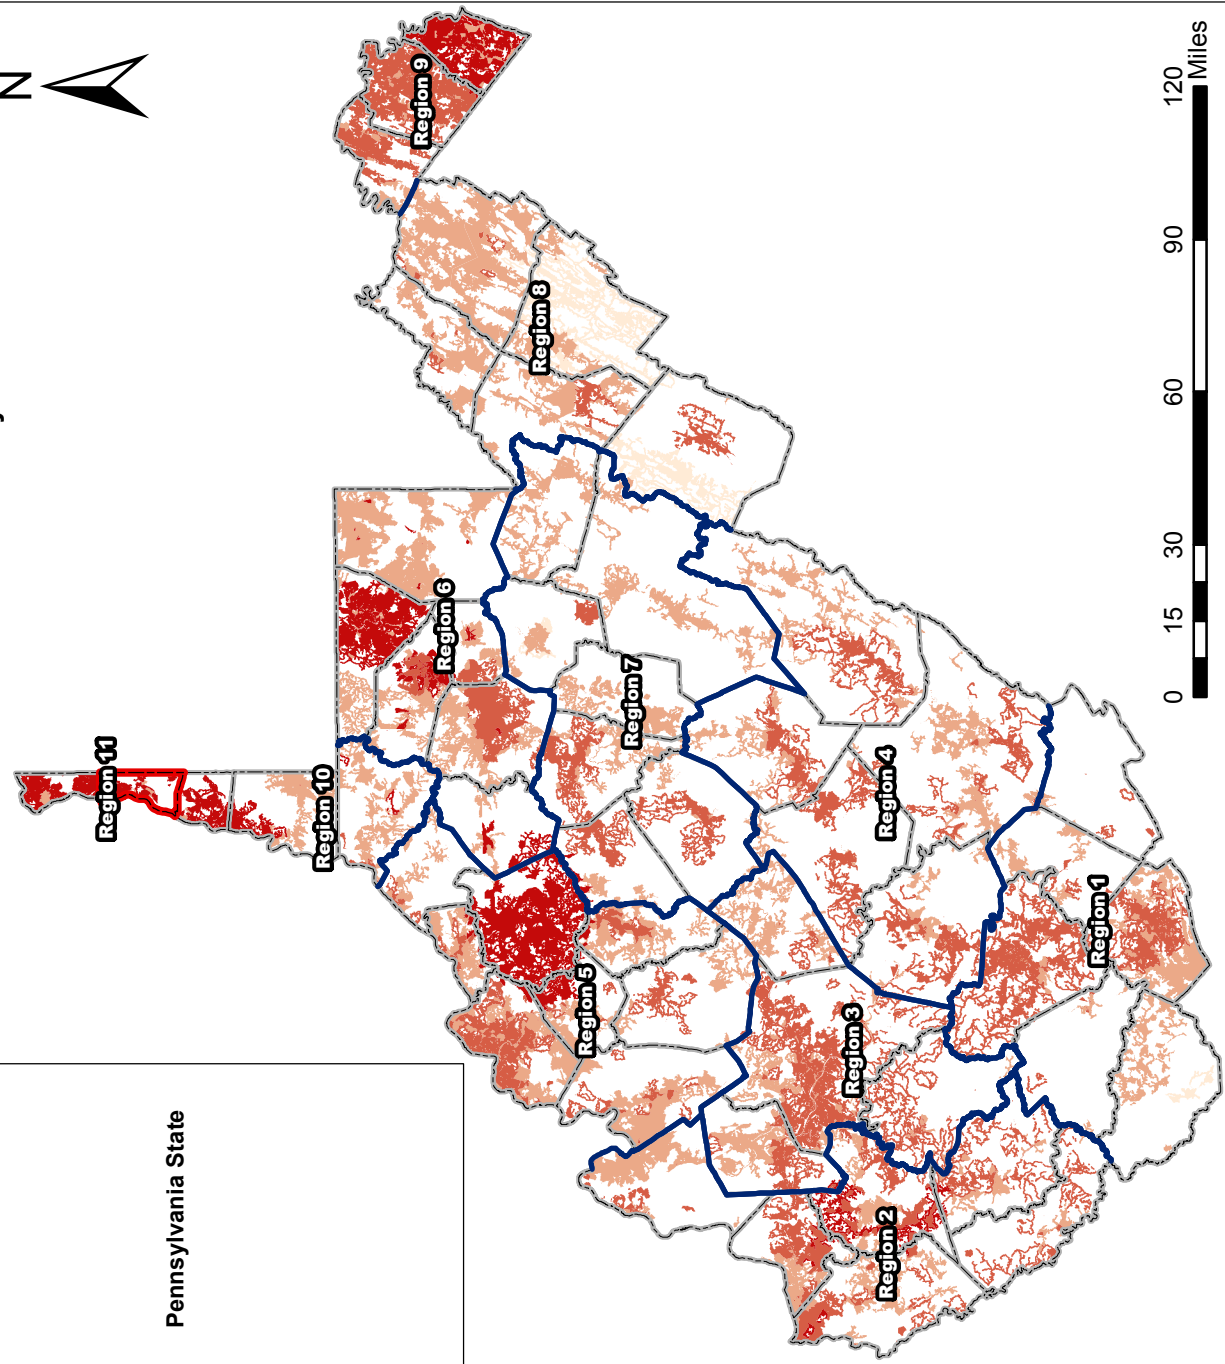 N
Region 9
Region 8
Region 6
Region 11
Region 10
Region 7
Region 4
Region 5
Region 3
Region 1
Region 2
Pennsylvania State
0 15 30 60 90 120
Miles